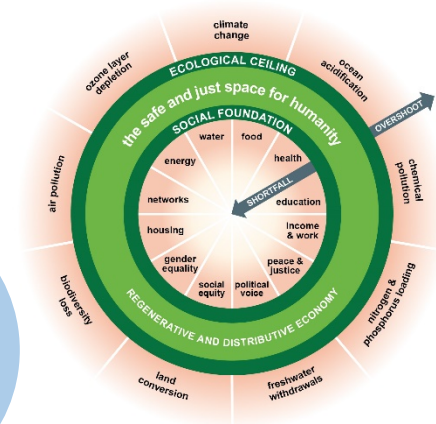 climate
change
ocean
acidification
chemical
pollution
nitrogen &
phosphorus loading
freshwater
withdrawals
land
conversion
biodiversity
loss
air pollution
ozone layer
depletion
ECOLOGICAL CEILING
the safe and just space for humanity
SOCIAL FOUNDATION
OVERSHOOT
SHORTFALL
water
food
health
education
income
& work
peace &
justice
political
voice
social
equity
gender
equality
housing
networks
energy
REGENERATIVE AND DISTRIBUTIVE ECONOMY